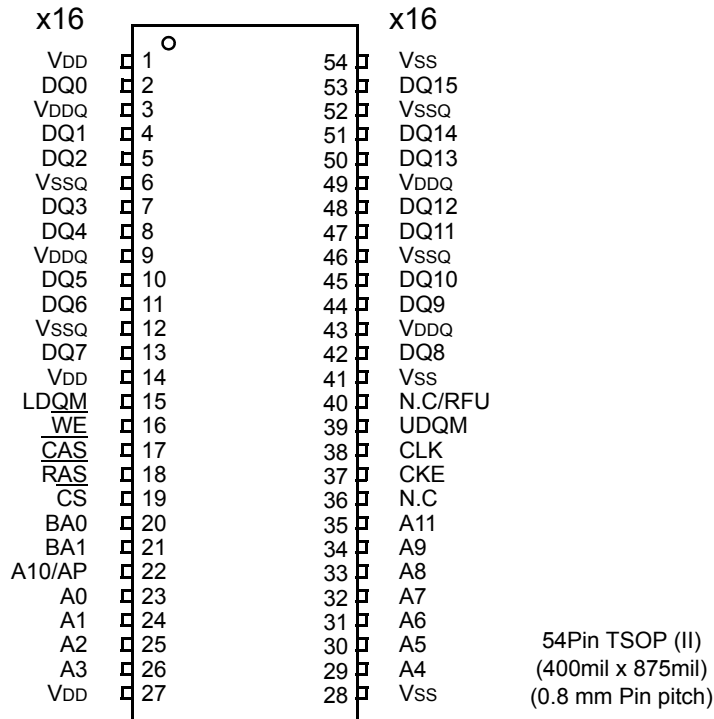 x16 x16
VDD 1 54 VSS
DQ0 2 53 DQ15
VDDQ 3 52 VSSQ
DQ1 4 51 DQ14
DQ2 5 50 DQ13
VSSQ 6 49 VDDQ
DQ3 7 48 DQ12
DQ4 8 47 DQ11
VDDQ 9 46 VSSQ
DQ5 10 45 DQ10
DQ6 11 44 DQ9
VSSQ 12 43 VDDQ
DQ7 13 42 DQ8
VDD 14 41 VSS
LDQM 15 40 N.C/RFU
WE 16 39 UDQM
CAS 17 38 CLK
RAS 18 37 CKE
CS 19 36 N.C
BA0 20 35 A11
BA1 21 34 A9
A10/AP 22 33 A8
A0 23 32 A7
A1 24 31 A6
A2 25 30 A5
A3 26 29 A4
VDD 27 28 VSS
54Pin TSOP (II)
(400mil x 875mil)
(0.8 mm Pin pitch)